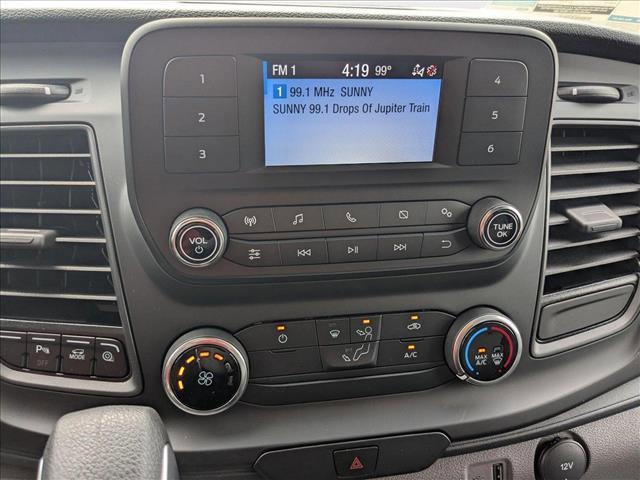 FM 1 4:19 99°
1 99.1 MHz SUNNY
SUNNY 99.1 Drops Of Jupiter Train
1
2
3
4
5
6
VOL
TUNE
OK
P
OFF
MODE
A/C
MAX
A/C
MAX
12V